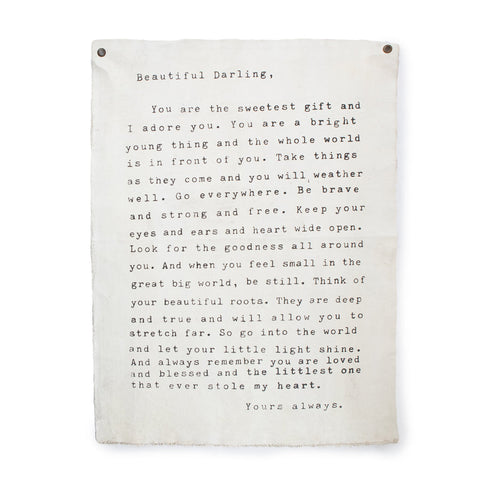 Beautiful Darling,
You are the sweetest gift and
I adore you. You are a bright
young thing and the whole world
is in front of you. Take things
as they come and you will weather
well. Go everywhere. Be brave
and strong and free. Keep your
eyes and ears and heart wide open.
Look for the goodness all around
you. And when you feel small in the
great big world, be still. Think of
your beautiful roots. They are deep
and true and will allow you to
stretch far. So go into the world
and let your little light shine.
And always remember you are loved
and blessed and the littlest one
that ever stole my heart.
Yours always.